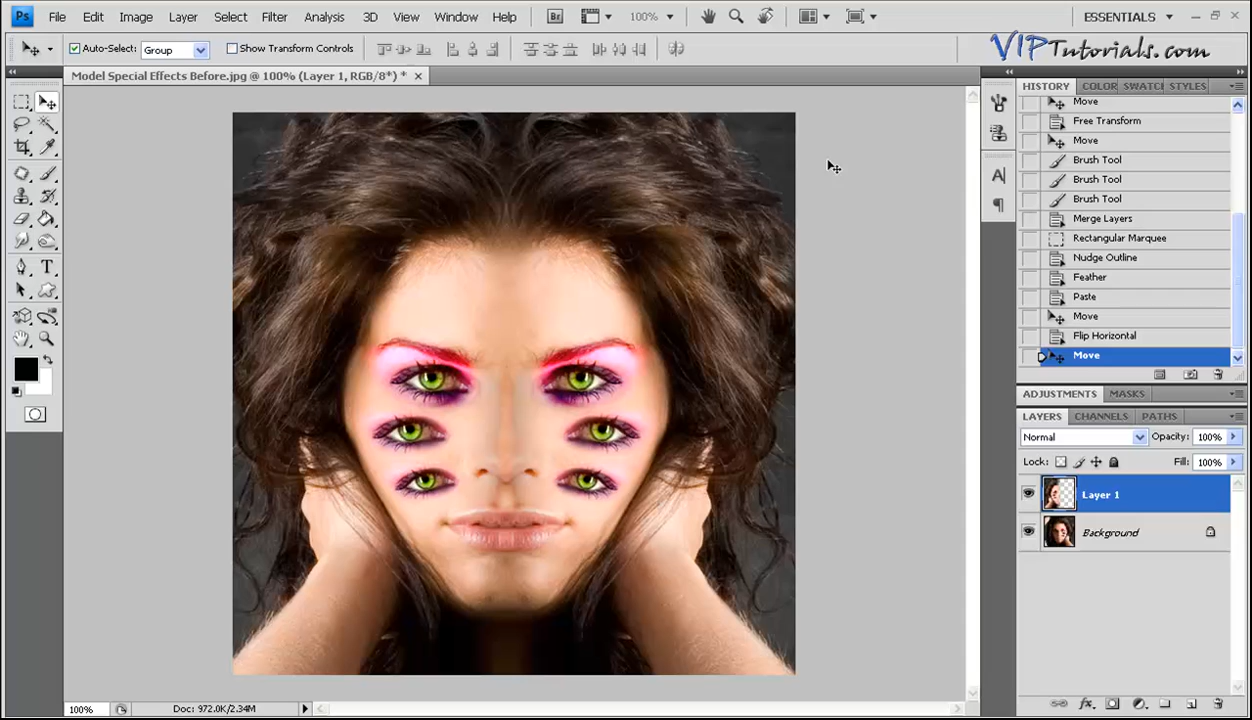 Ps File Edit Image Layer Select Filter Analysis 3D View Window Help Br 100% ESSENTIALS
Auto-Select: Group Show Transform Controls
VIPTutorials.com
Model Special Effects Before.jpg @ 100% (Layer 1, RGB/8*) *
HISTORY COLOR SWATCH STYLES
Move
Free Transform
Move
Brush Tool
Brush Tool
Brush Tool
Merge Layers
Rectangular Marquee
Nudge Outline
Feather
Paste
Move
Flip Horizontal
Move
ADJUSTMENTS MASKS
LAYERS CHANNELS PATHS
Normal Opacity: 100%
Lock: Fill: 100%
Layer 1
Background
100% Doc: 972.0K/2.34M